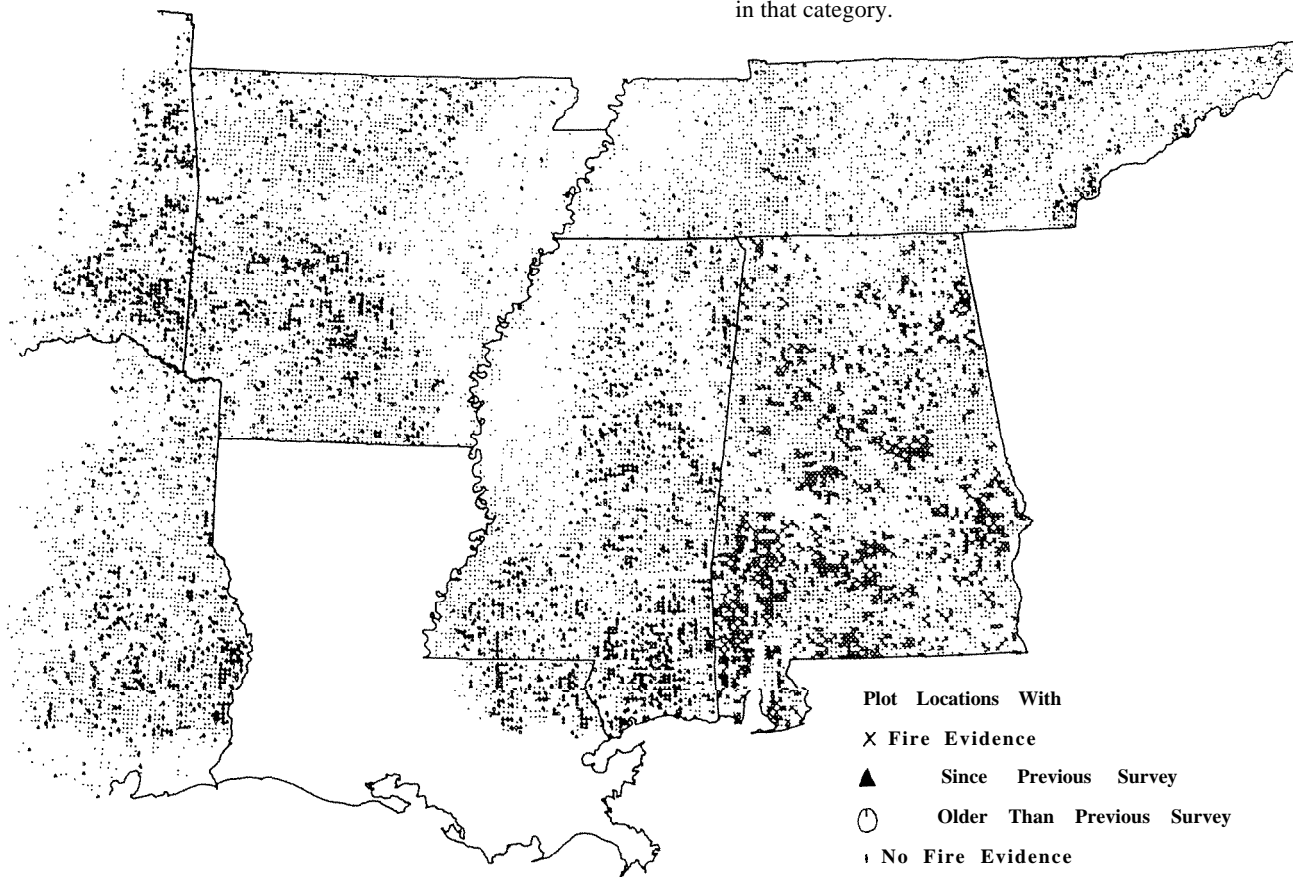 in that category.
Plot Locations With
X Fire Evidence
Since Previous Survey
Older Than Previous Survey
No Fire Evidence